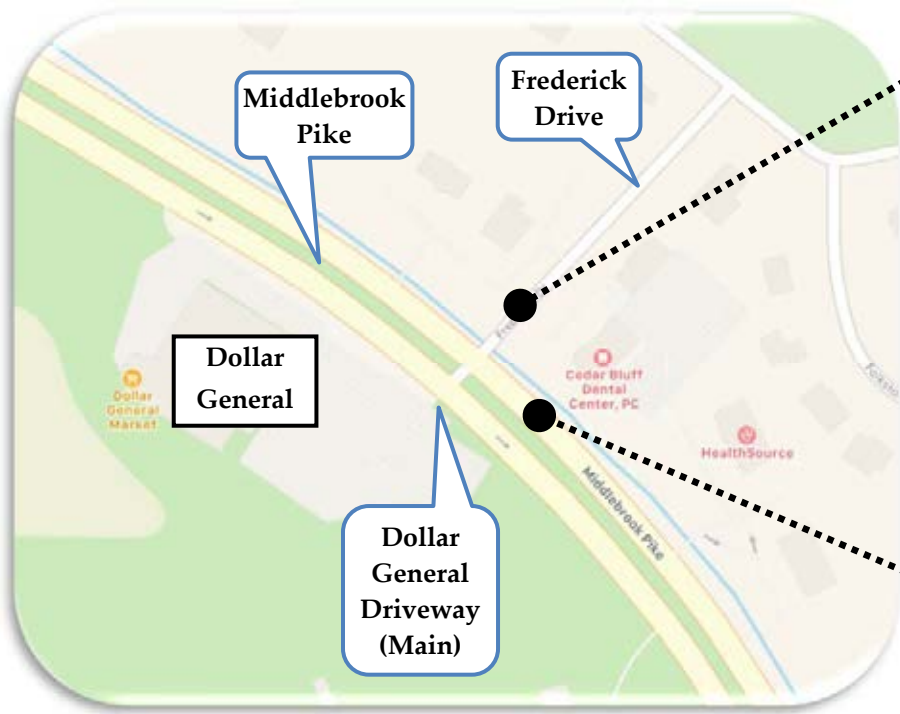 Middlebrook
Pike
Frederick
Drive
Dollar
General
Dollar
General
Market
Cedar Bluff
Dental
Center, PC
HealthSource
Middlebrook Pike
Dollar
General
Driveway
(Main)